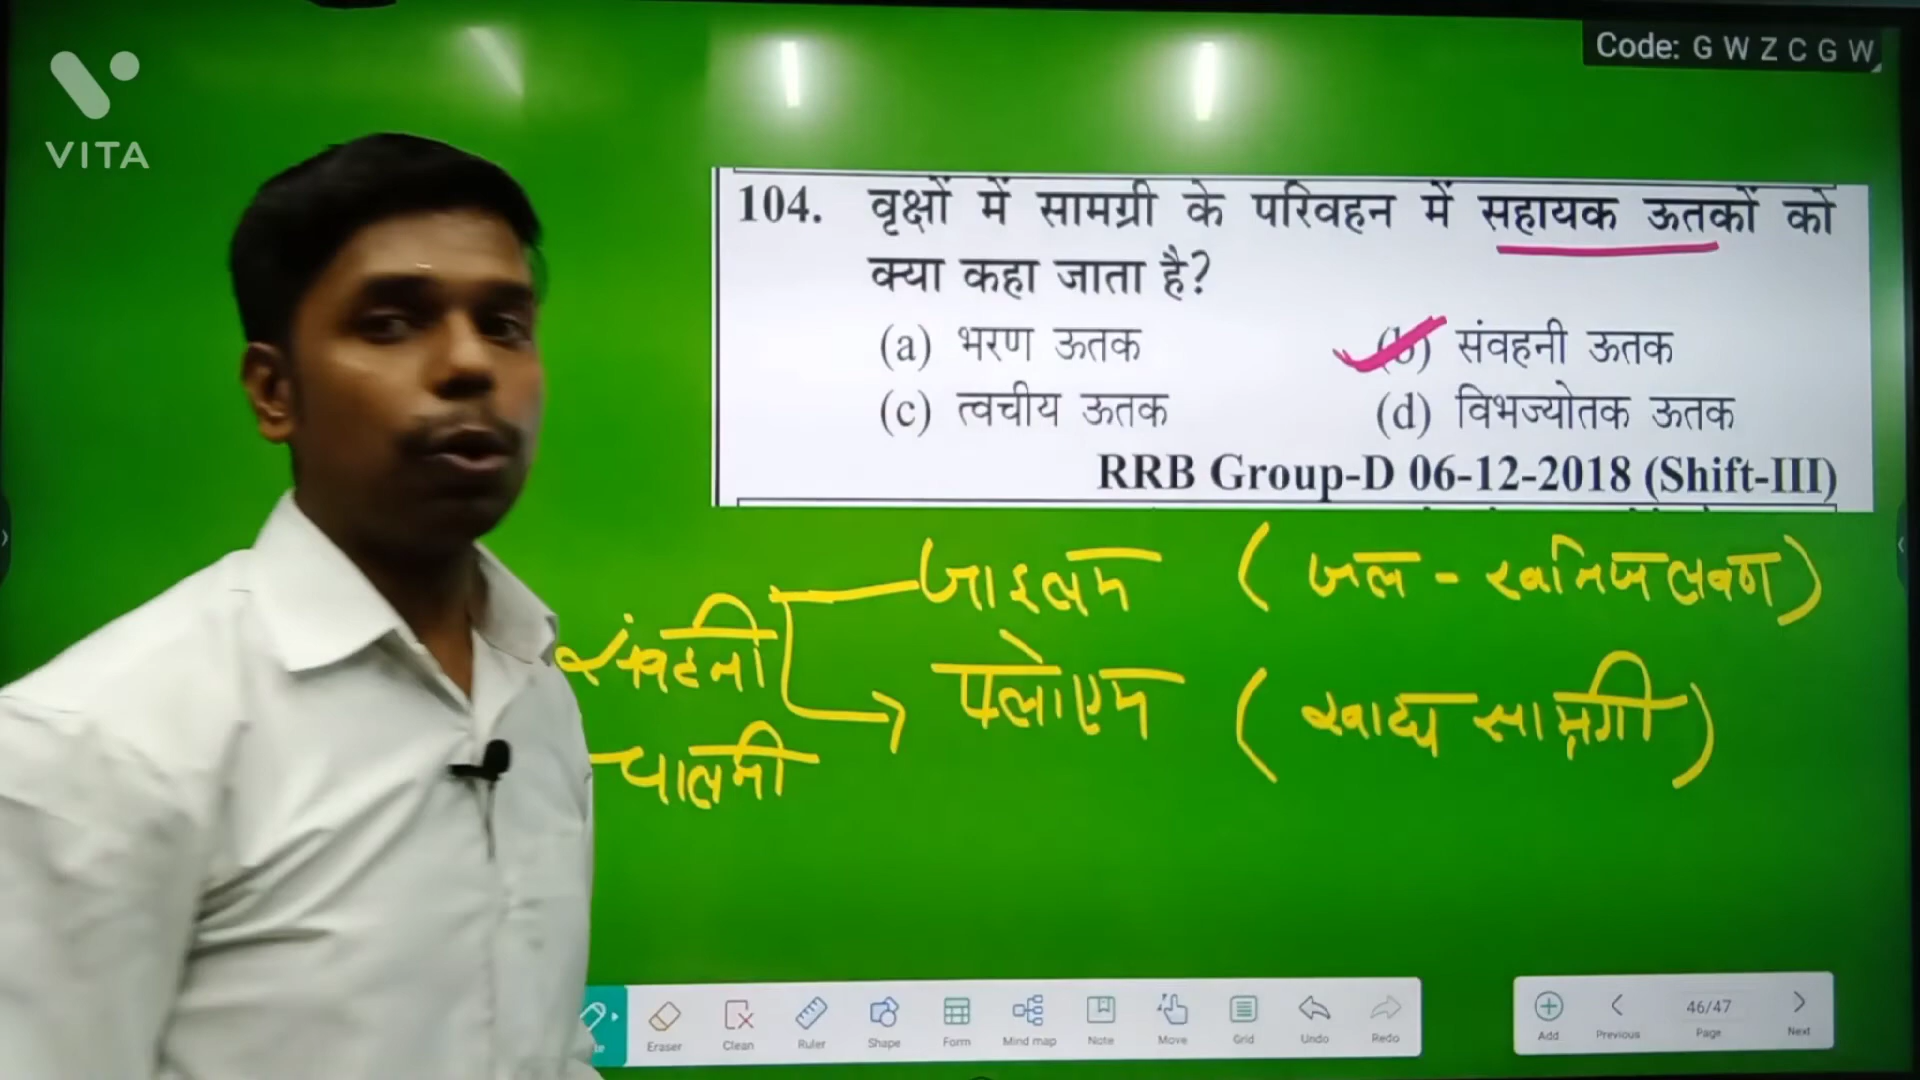 VITA
Code: G W Z C G W
104. वृक्षों में सामग्री के परिवहन में सहायक ऊतकों को
क्या कहा जाता है?
(a) भरण ऊतक (b) संवहनी ऊतक
(c) त्वचीय ऊतक (d) विभज्योतक ऊतक
RRB Group-D 06-12-2018 (Shift-III)
जाइलम (जल - खनिज लवण)
संवहनी
फ्लोएम (खाद्य सामग्री)
चालनी
Eraser Clean Ruler Shape Form Mind map Note Move Grid Undo Redo
Add Previous 46/47 Page Next